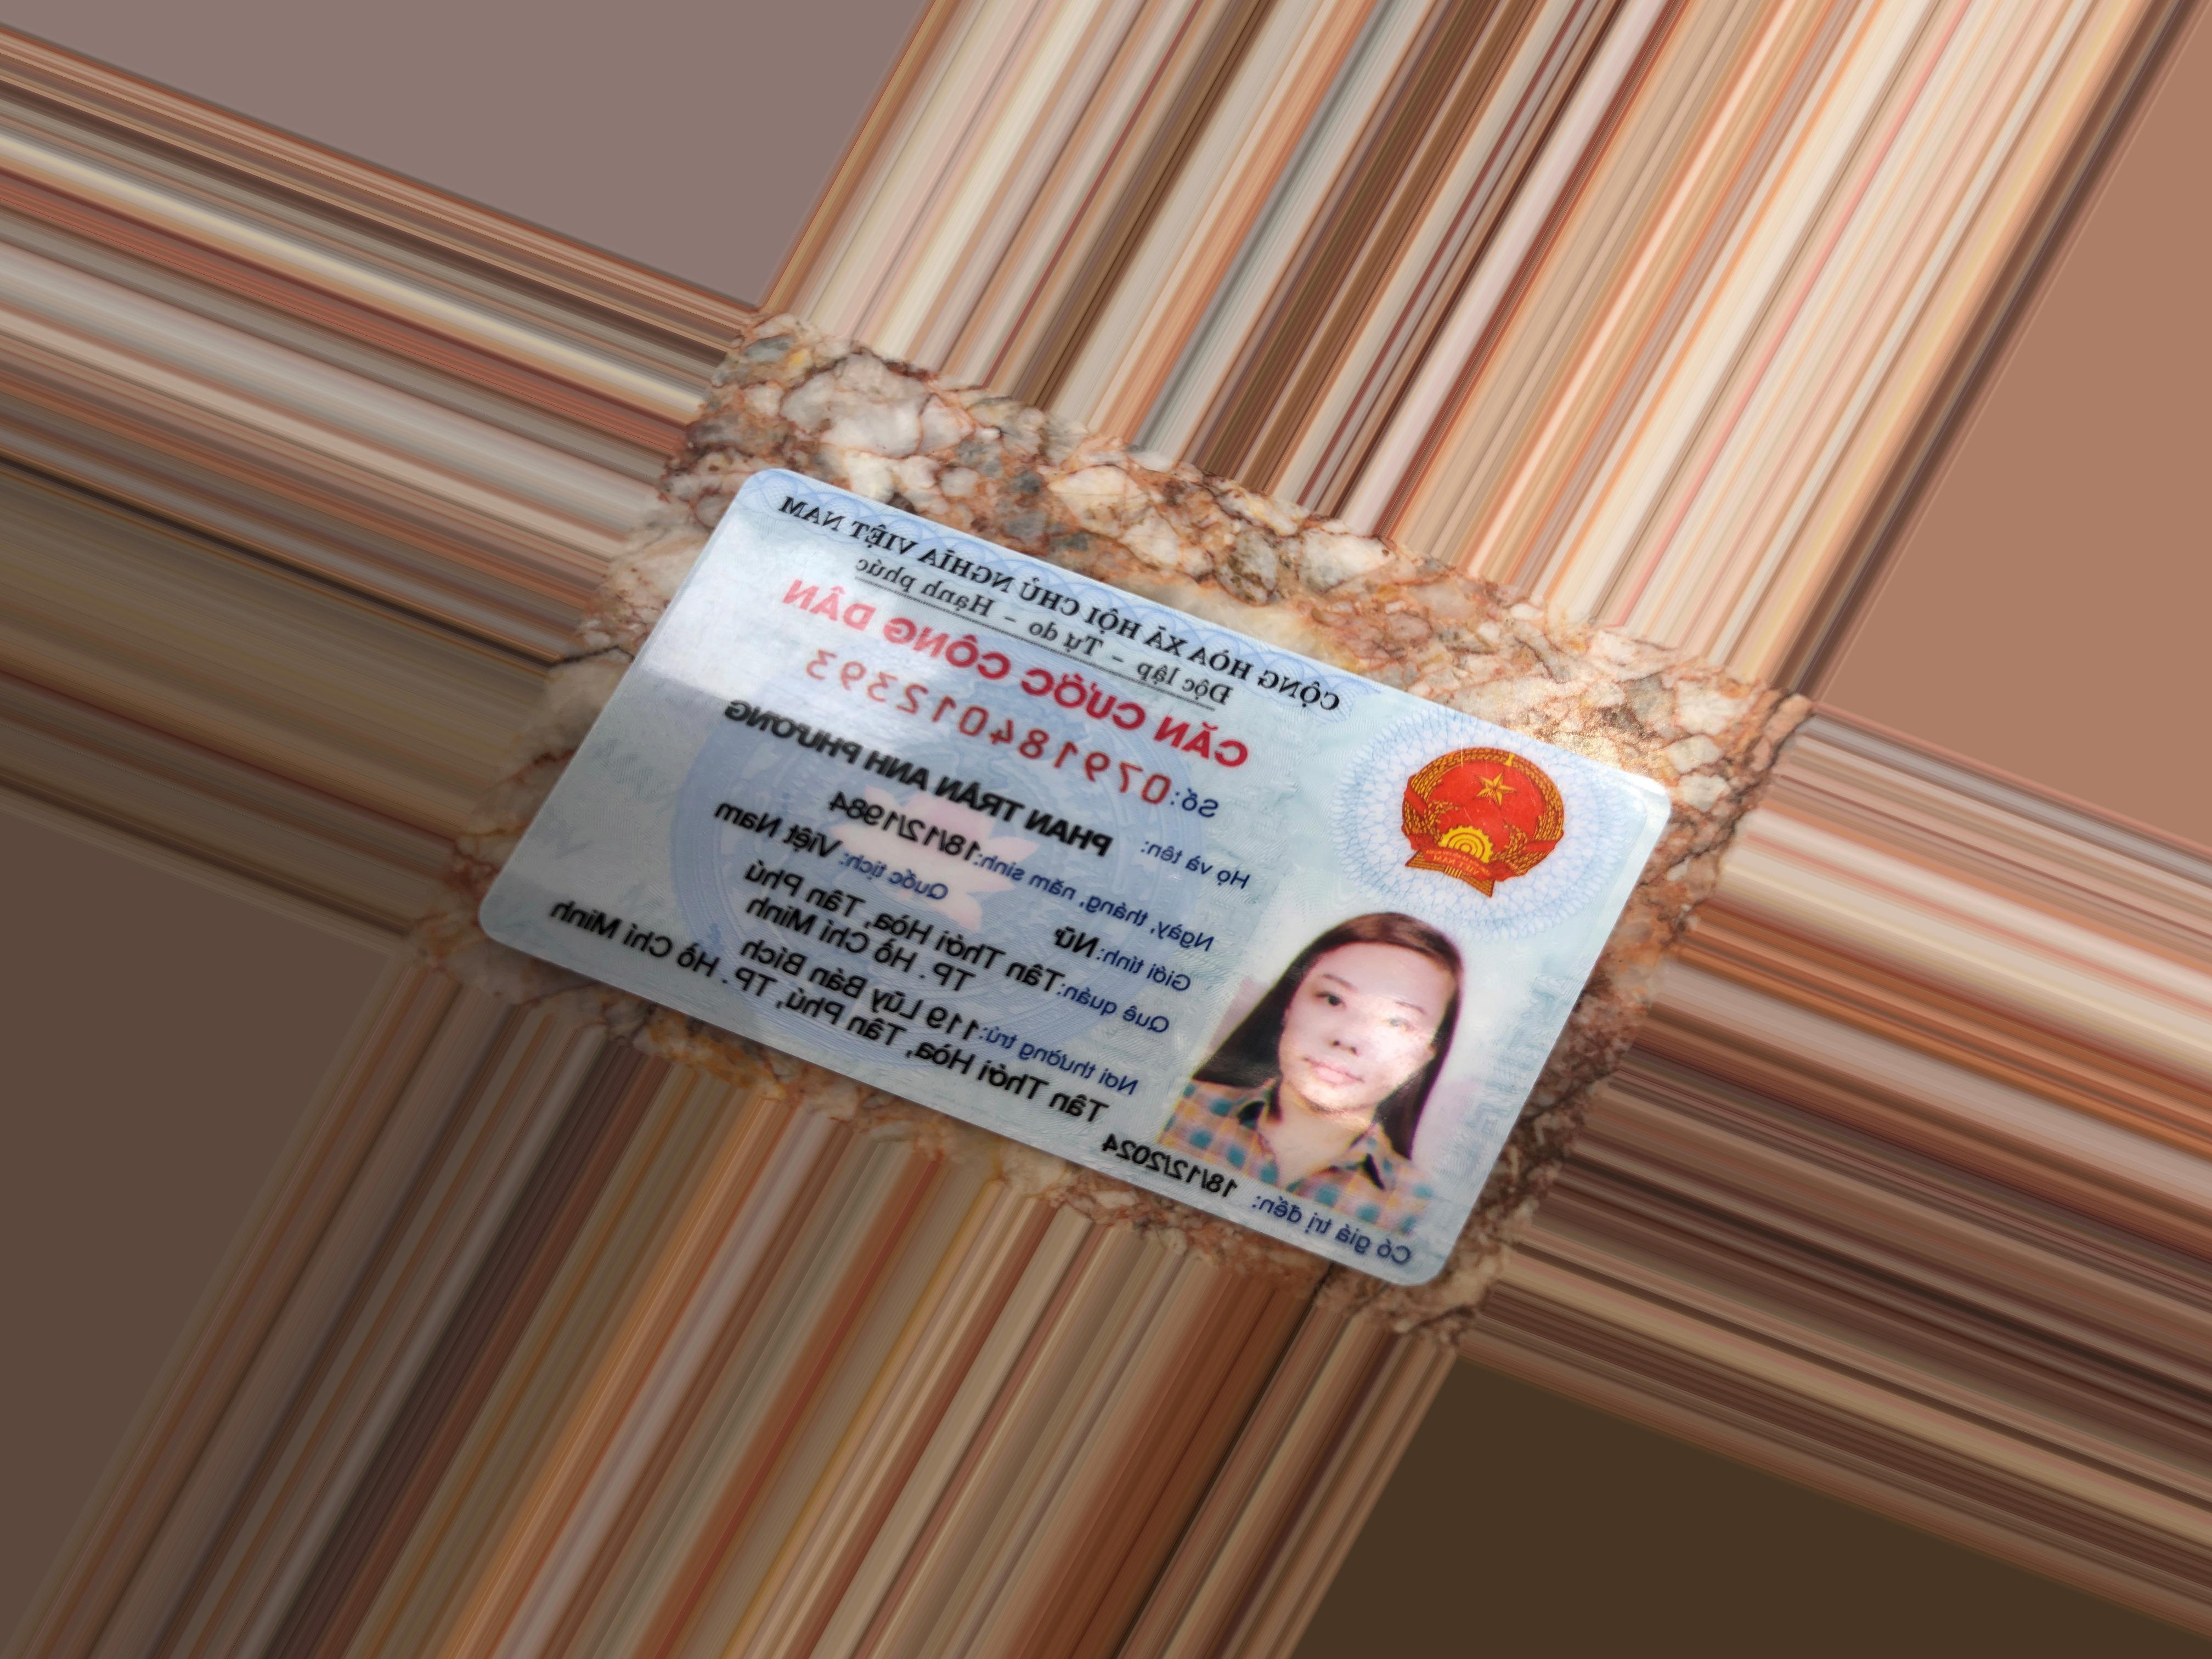 CỘNG HÒA XÃ HỘI CHỦ NGHĨA VIỆT NAM
Độc lập - Tự do - Hạnh phúc
CĂN CƯỚC CÔNG DÂN
Số: 079184012393
Họ và tên: PHAN TRẦN ANH PHƯƠNG
Ngày, tháng, năm sinh: 18/12/1984
Giới tính: Nữ Quốc tịch: Việt Nam
Quê quán: Tân Thới Hòa, Tân Phú
TP. Hồ Chí Minh
Nơi thường trú: 119 Lũy Bán Bích
Tân Thới Hòa, Tân Phú, TP. Hồ Chí Minh
Có giá trị đến: 18/12/2024